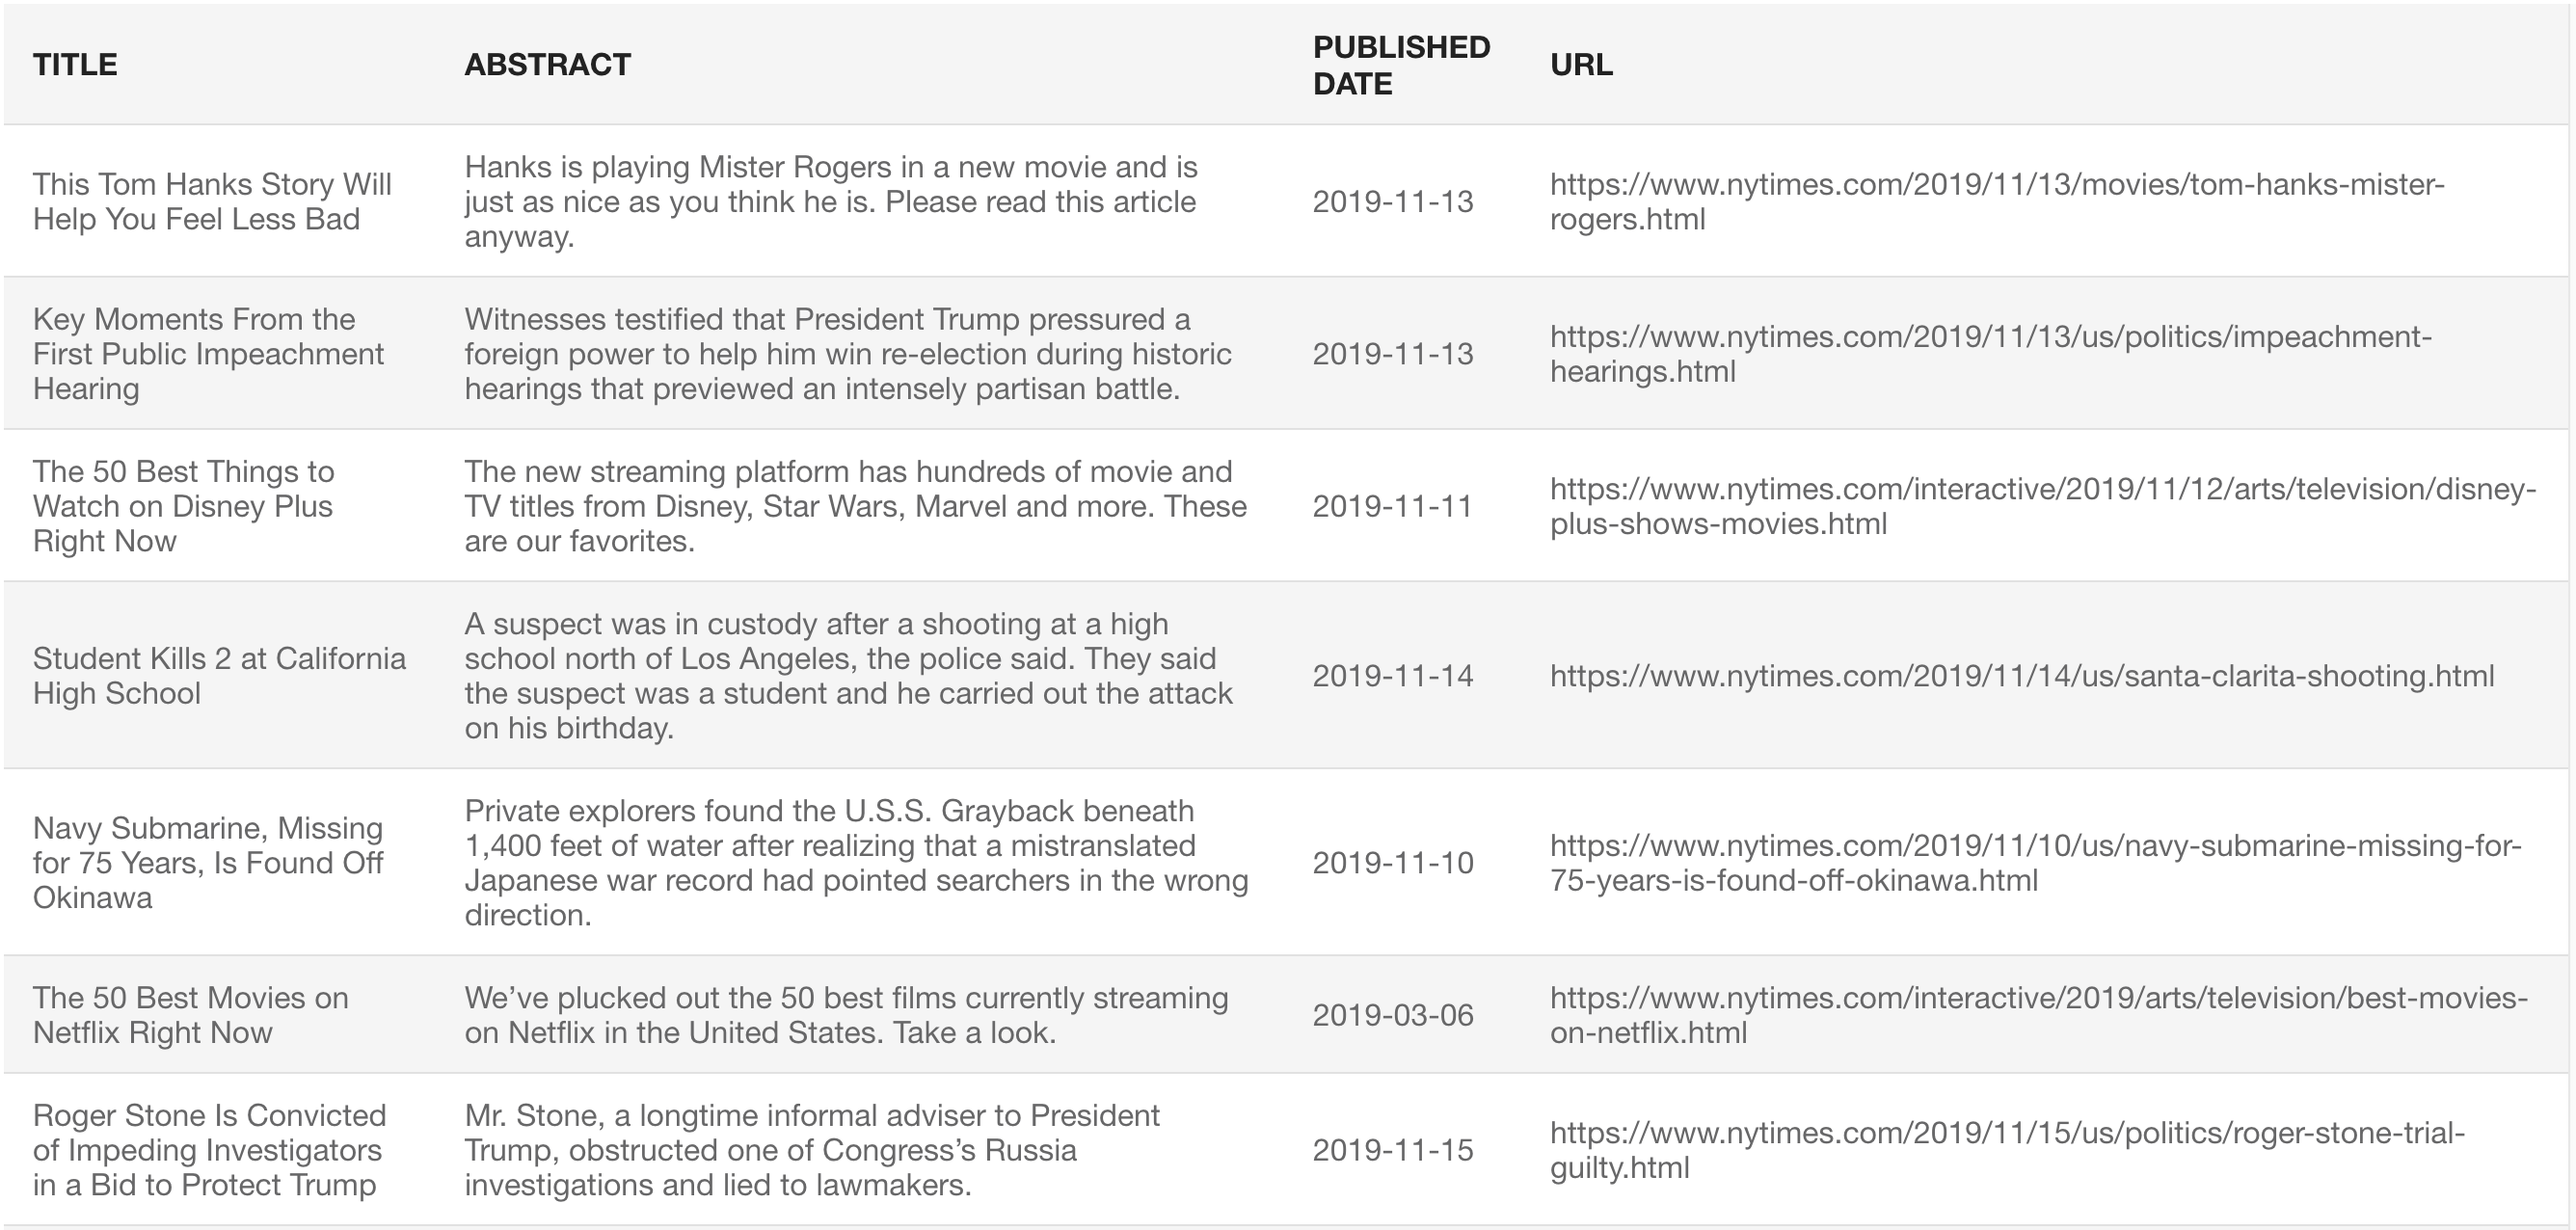 TITLE
ABSTRACT
PUBLISHED
DATE
URL
This Tom Hanks Story Will
Help You Feel Less Bad
Hanks is playing Mister Rogers in a new movie and is
just as nice as you think he is. Please read this article
anyway.
2019-11-13
https://www.nytimes.com/2019/11/13/movies/tom-hanks-mister-
rogers.html
Key Moments From the
First Public Impeachment
Hearing
Witnesses testified that President Trump pressured a
foreign power to help him win re-election during historic
hearings that previewed an intensely partisan battle.
2019-11-13
https://www.nytimes.com/2019/11/13/us/politics/impeachment-
hearings.html
The 50 Best Things to
Watch on Disney Plus
Right Now
The new streaming platform has hundreds of movie and
TV titles from Disney, Star Wars, Marvel and more. These
are our favorites.
2019-11-11
https://www.nytimes.com/interactive/2019/11/12/arts/television/disney-
plus-shows-movies.html
Student Kills 2 at California
High School
A suspect was in custody after a shooting at a high
school north of Los Angeles, the police said. They said
the suspect was a student and he carried out the attack
on his birthday.
2019-11-14
https://www.nytimes.com/2019/11/14/us/santa-clarita-shooting.html
Navy Submarine, Missing
for 75 Years, Is Found Off
Okinawa
Private explorers found the U.S.S. Grayback beneath
1,400 feet of water after realizing that a mistranslated
Japanese war record had pointed searchers in the wrong
direction.
2019-11-10
https://www.nytimes.com/2019/11/10/us/navy-submarine-missing-for-
75-years-is-found-off-okinawa.html
The 50 Best Movies on
Netflix Right Now
We’ve plucked out the 50 best films currently streaming
on Netflix in the United States. Take a look.
2019-03-06
https://www.nytimes.com/interactive/2019/arts/television/best-movies-
on-netflix.html
Roger Stone Is Convicted
of Impeding Investigators
in a Bid to Protect Trump
Mr. Stone, a longtime informal adviser to President
Trump, obstructed one of Congress’s Russia
investigations and lied to lawmakers.
2019-11-15
https://www.nytimes.com/2019/11/15/us/politics/roger-stone-trial-
guilty.html